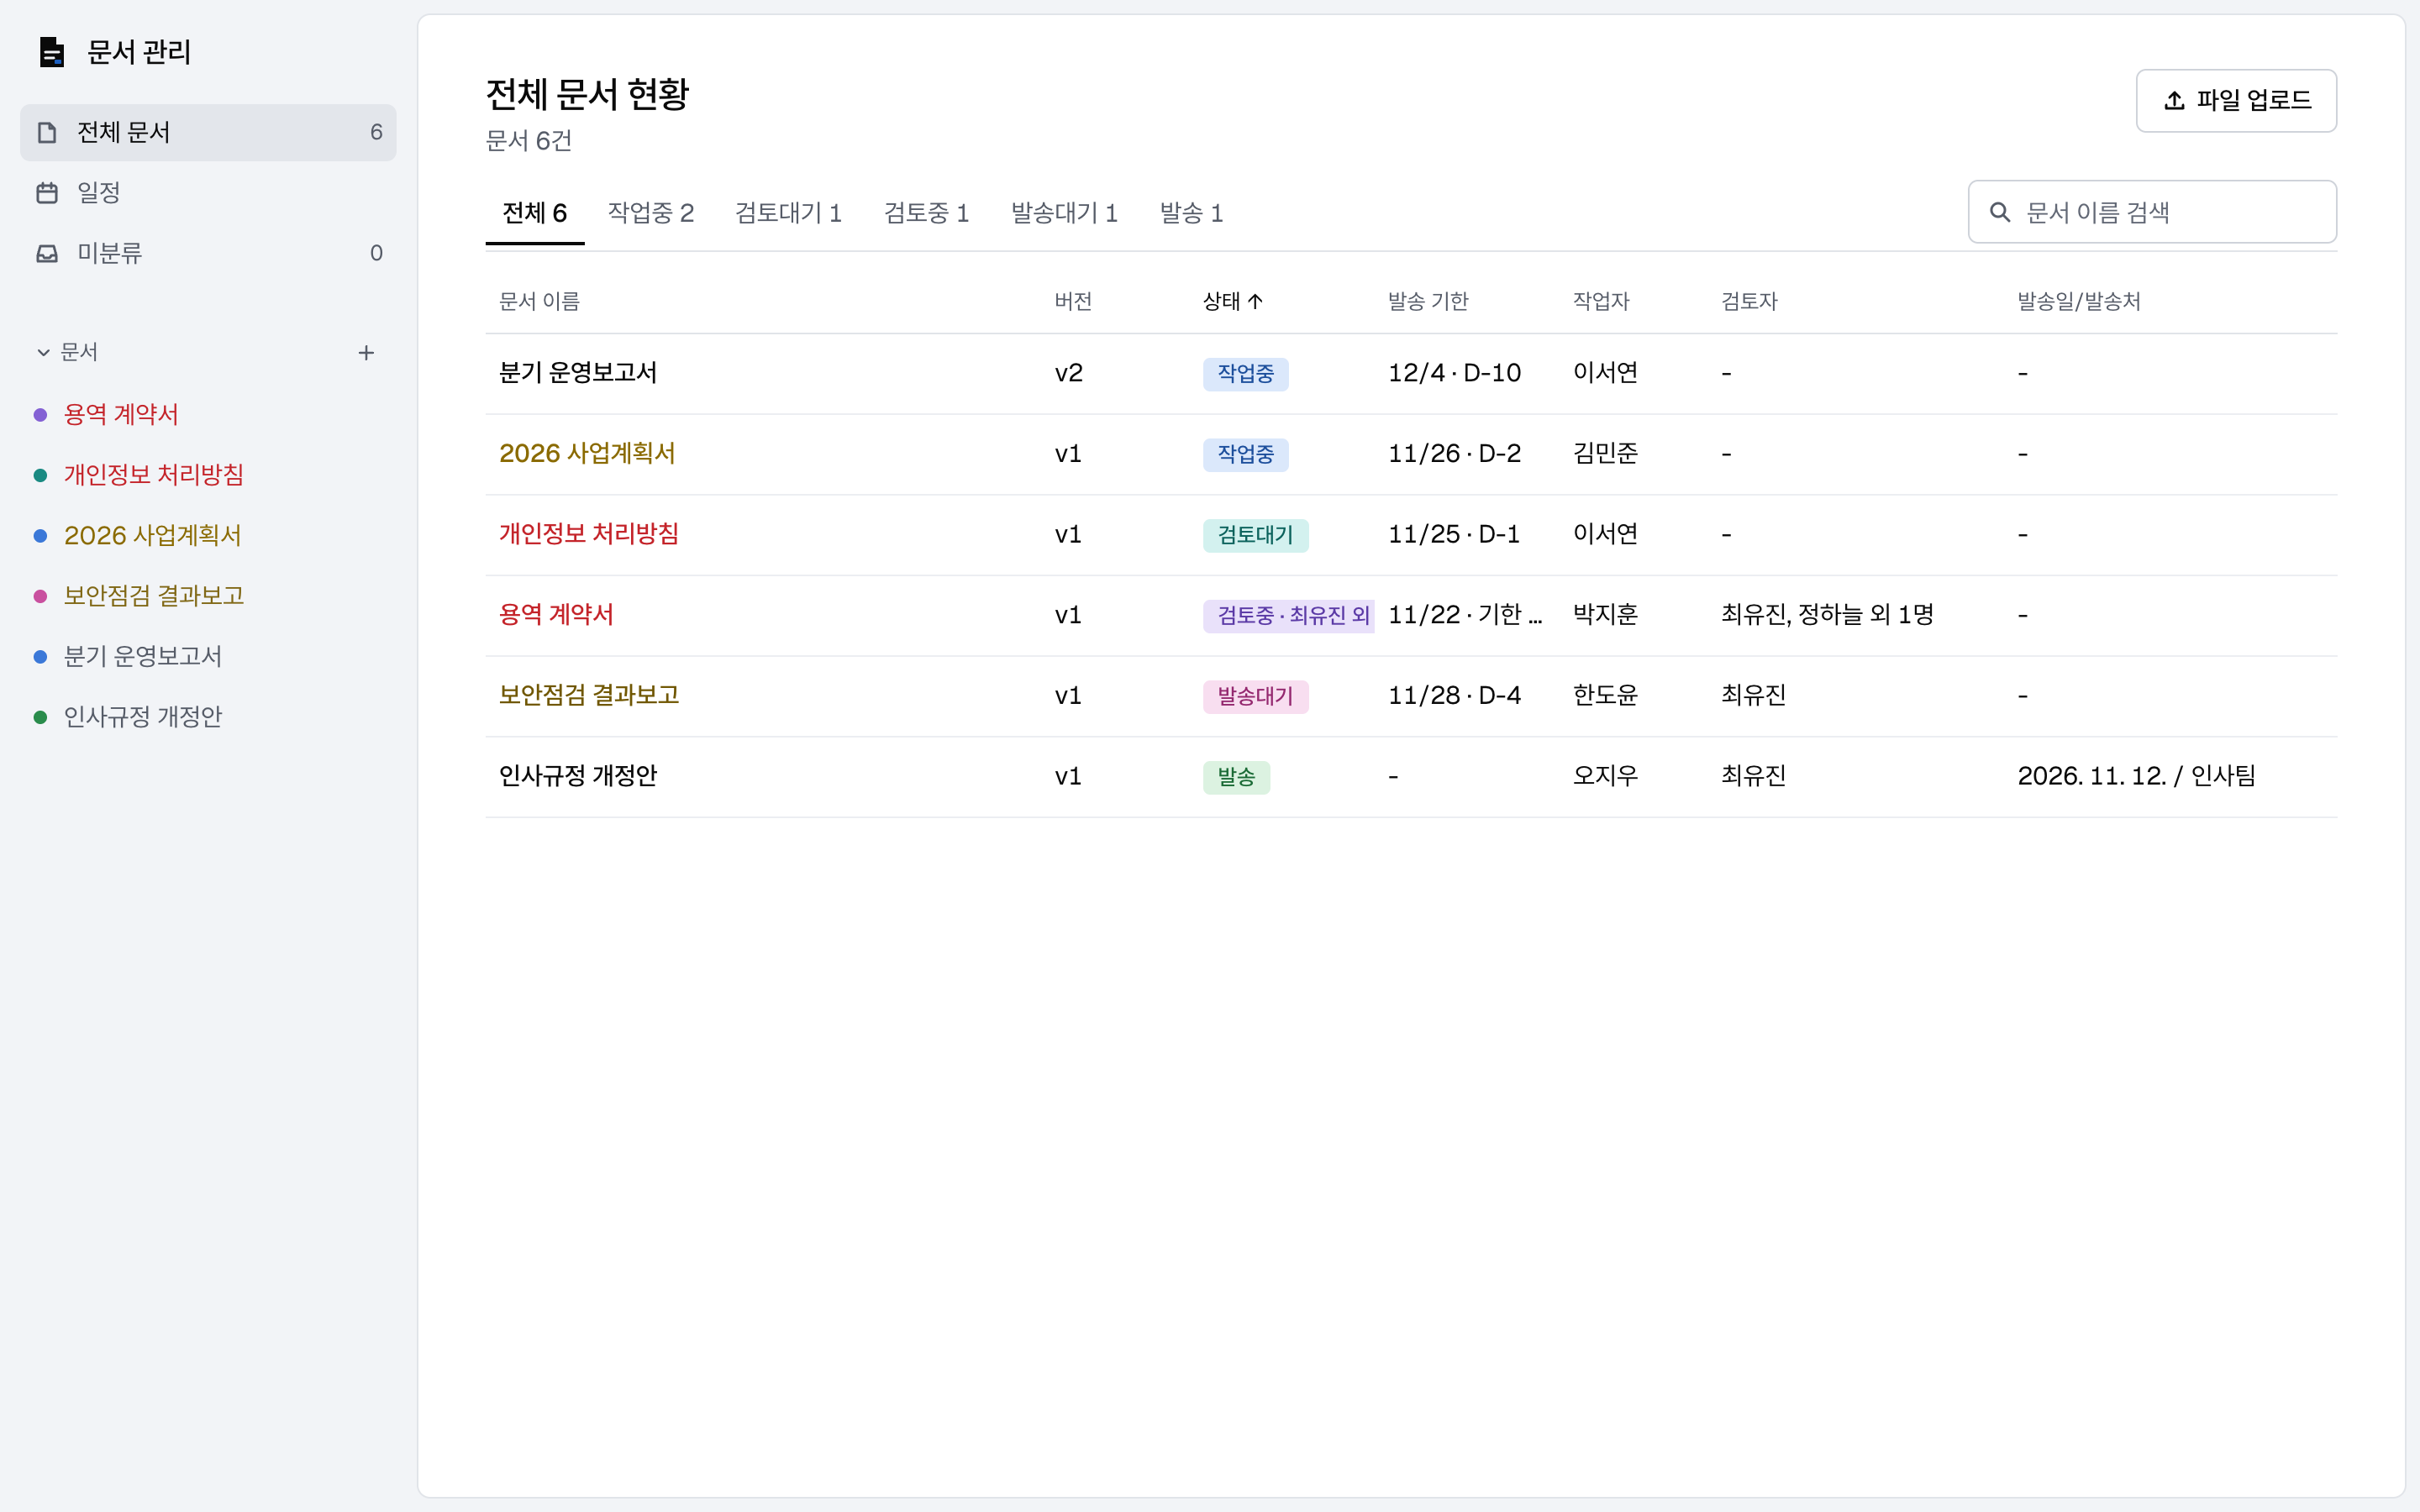 문서 관리
전체 문서 6
일정
미분류 0
문서
용역 계약서
개인정보 처리방침
2026 사업계획서
보안점검 결과보고
분기 운영보고서
인사규정 개정안
전체 문서 현황
문서 6건
파일 업로드
전체 6 작업중 2 검토대기 1 검토중 1 발송대기 1 발송 1
문서 이름 검색
문서 이름 버전 상태 ↑ 발송 기한 작업자 검토자 발송일/발송처
분기 운영보고서 v2 작업중 12/4 · D-10 이서연 - -
2026 사업계획서 v1 작업중 11/26 · D-2 김민준 - -
개인정보 처리방침 v1 검토대기 11/25 · D-1 이서연 - -
용역 계약서 v1 검토중 · 최유진 외 11/22 · 기한 ... 박지훈 최유진, 정하늘 외 1명 -
보안점검 결과보고 v1 발송대기 11/28 · D-4 한도윤 최유진 -
인사규정 개정안 v1 발송 - 오지우 최유진 2026. 11. 12. / 인사팀